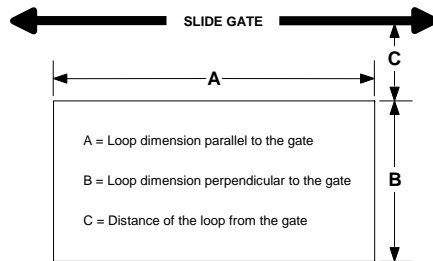 SLIDE GATE
C
A
A = Loop dimension parallel to the gate
B = Loop dimension perpendicular to the gate
B
C = Distance of the loop from the gate